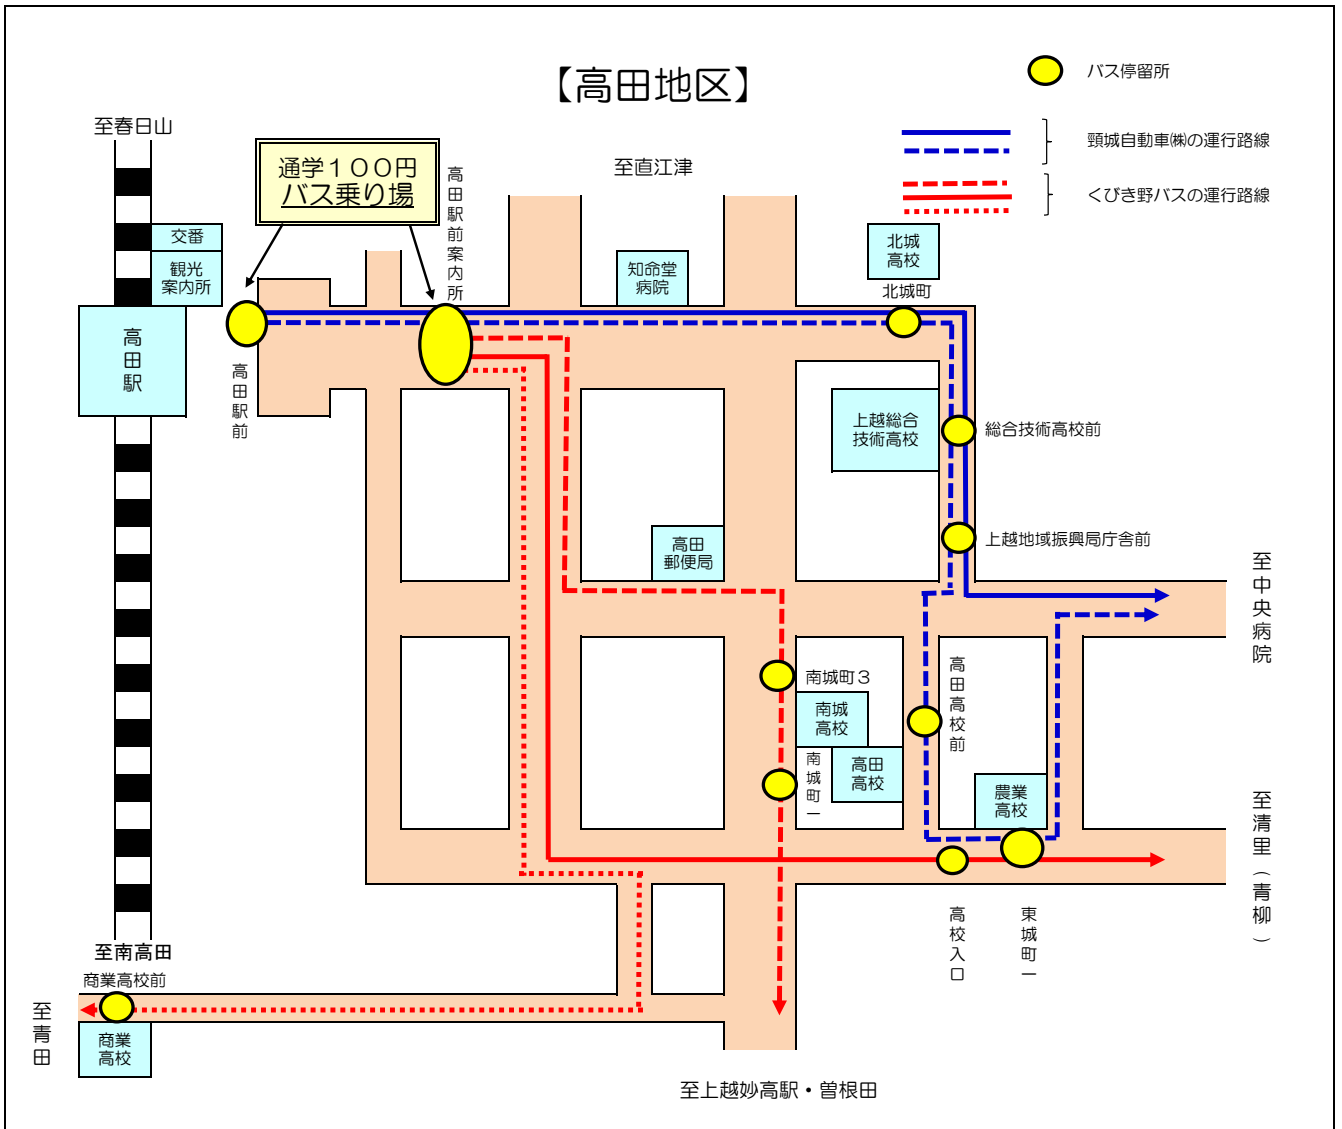 【高田地区】
バス停留所
頸城自動車㈱の運行路線
くびき野バスの運行路線
至春日山
通学１００円
バス乗り場
高田駅前案内所
至直江津
交番
観光
案内所
知命堂
病院
北城
高校
北城町
高田駅
高田駅前
上越総合
技術高校
総合技術高校前
高田
郵便局
上越地域振興局庁舎前
至中央病院
南城町３
南城
高校
高田高校前
南城町一
高田
高校
農業
高校
至清里（青柳）
高校入口
東城町一
至南高田
商業高校前
至青田
商業
高校
至上越妙高駅・曽根田